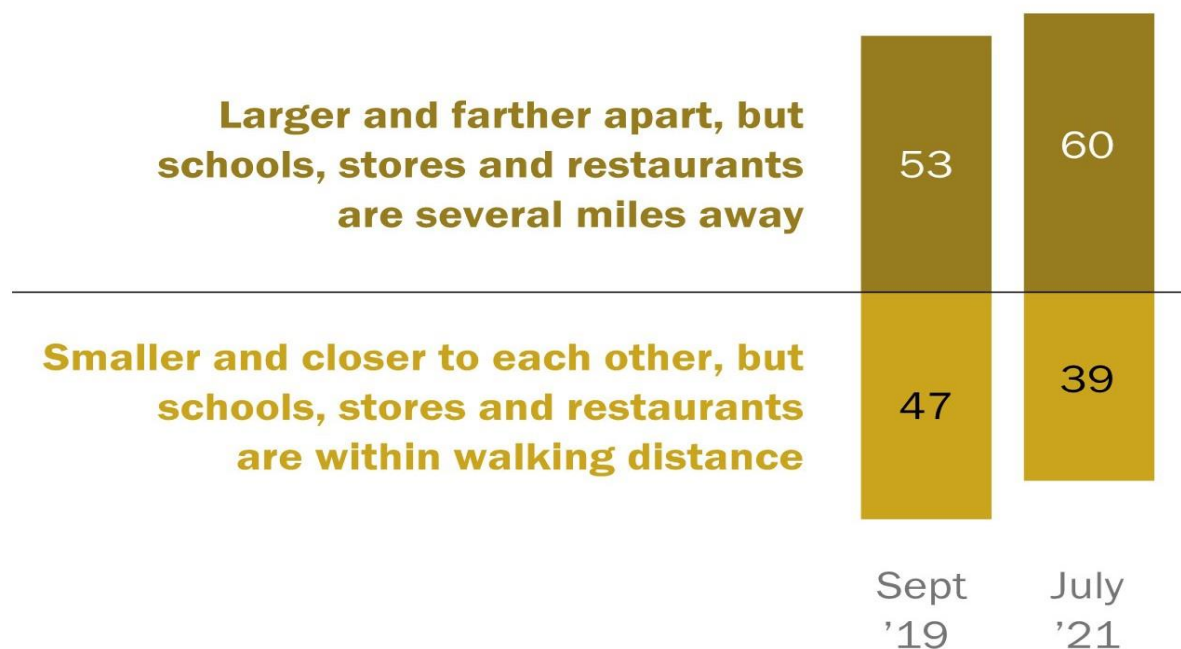 Larger and farther apart, but
schools, stores and restaurants
are several miles away
53
60
Smaller and closer to each other, but
schools, stores and restaurants
are within walking distance
47
39
Sept
’19
July
’21